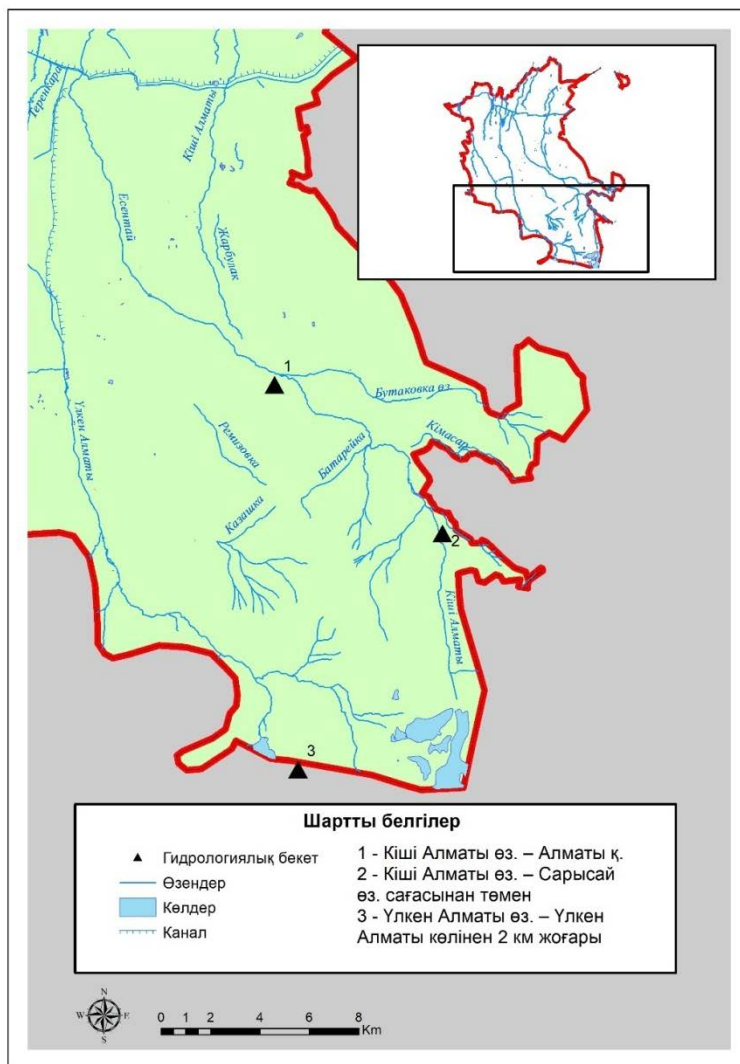 Теренкара
Кіші Алматы
Есентай
Жарбулак
1
Бутаковка өз.
Үлкен Алматы
Ремизовка
Батарейка
Кімасар
Казашка
2
Кіші Алматы
3
Шартты белгілер
Гидрологиялық бекет
Өзендер
Көлдер
Канал
1 - Кіші Алматы өз. – Алматы қ.
2 - Кіші Алматы өз. – Сарысай
өз. сағасынан төмен
3 - Үлкен Алматы өз. – Үлкен
Алматы көлінен 2 км жоғары
N
W E
S
0 2 4 6 8
Km